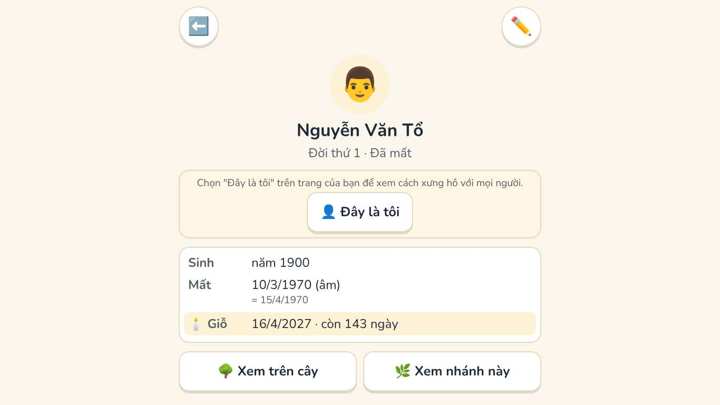 Nguyễn Văn Tổ
Đời thứ 1 · Đã mất
Chọn "Đây là tôi" trên trang của bạn để xem cách xưng hô với mọi người.
Đây là tôi
Sinh năm 1900
Mất 10/3/1970 (âm)
= 15/4/1970
Giỗ 16/4/2027 · còn 143 ngày
Xem trên cây Xem nhánh này